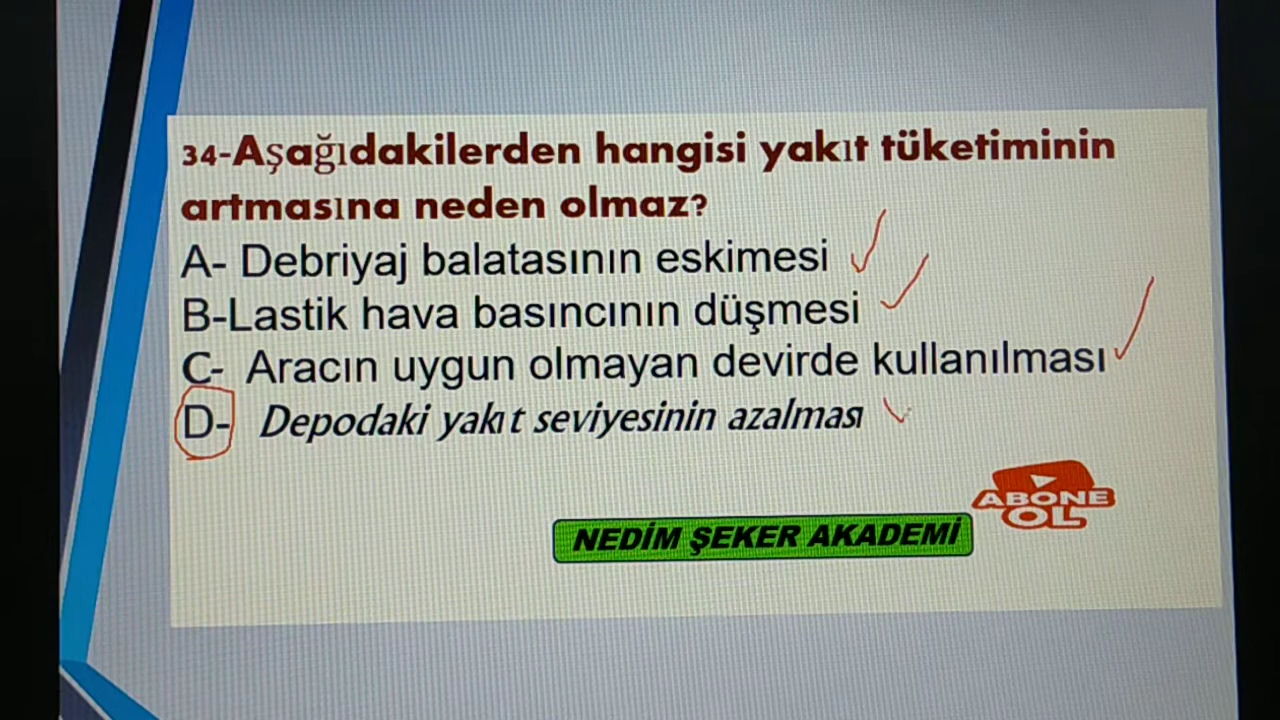 34-Aşağıdakilerden hangisi yakıt tüketiminin
artmasına neden olmaz?
A- Debriyaj balatasının eskimesi
B-Lastik hava basıncının düşmesi
C- Aracın uygun olmayan devirde kullanılması
D- Depodaki yakıt seviyesinin azalması
ABONE
OL
NEDİM ŞEKER AKADEMİ